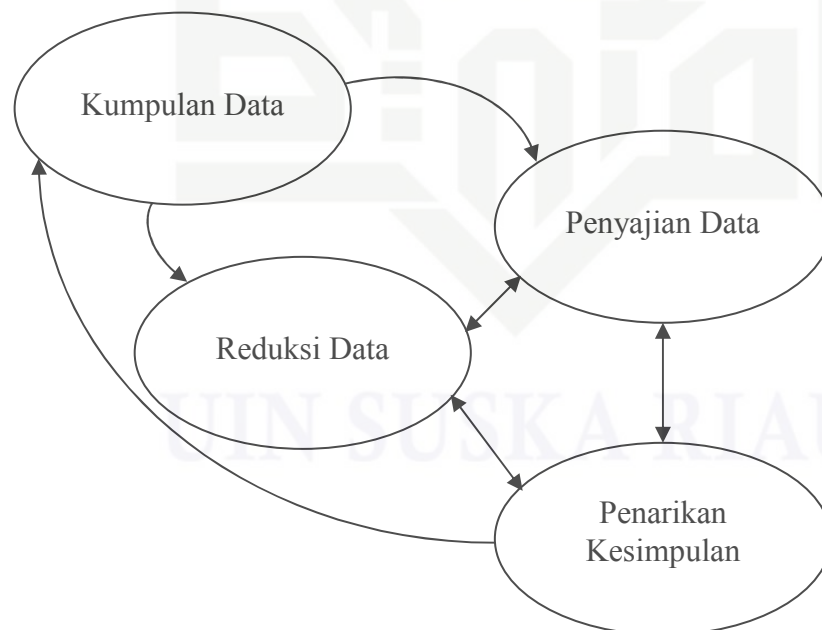 Kumpulan Data
Penyajian Data
Reduksi Data
UIN SUSKA RIAU
Penarikan
Kesimpulan